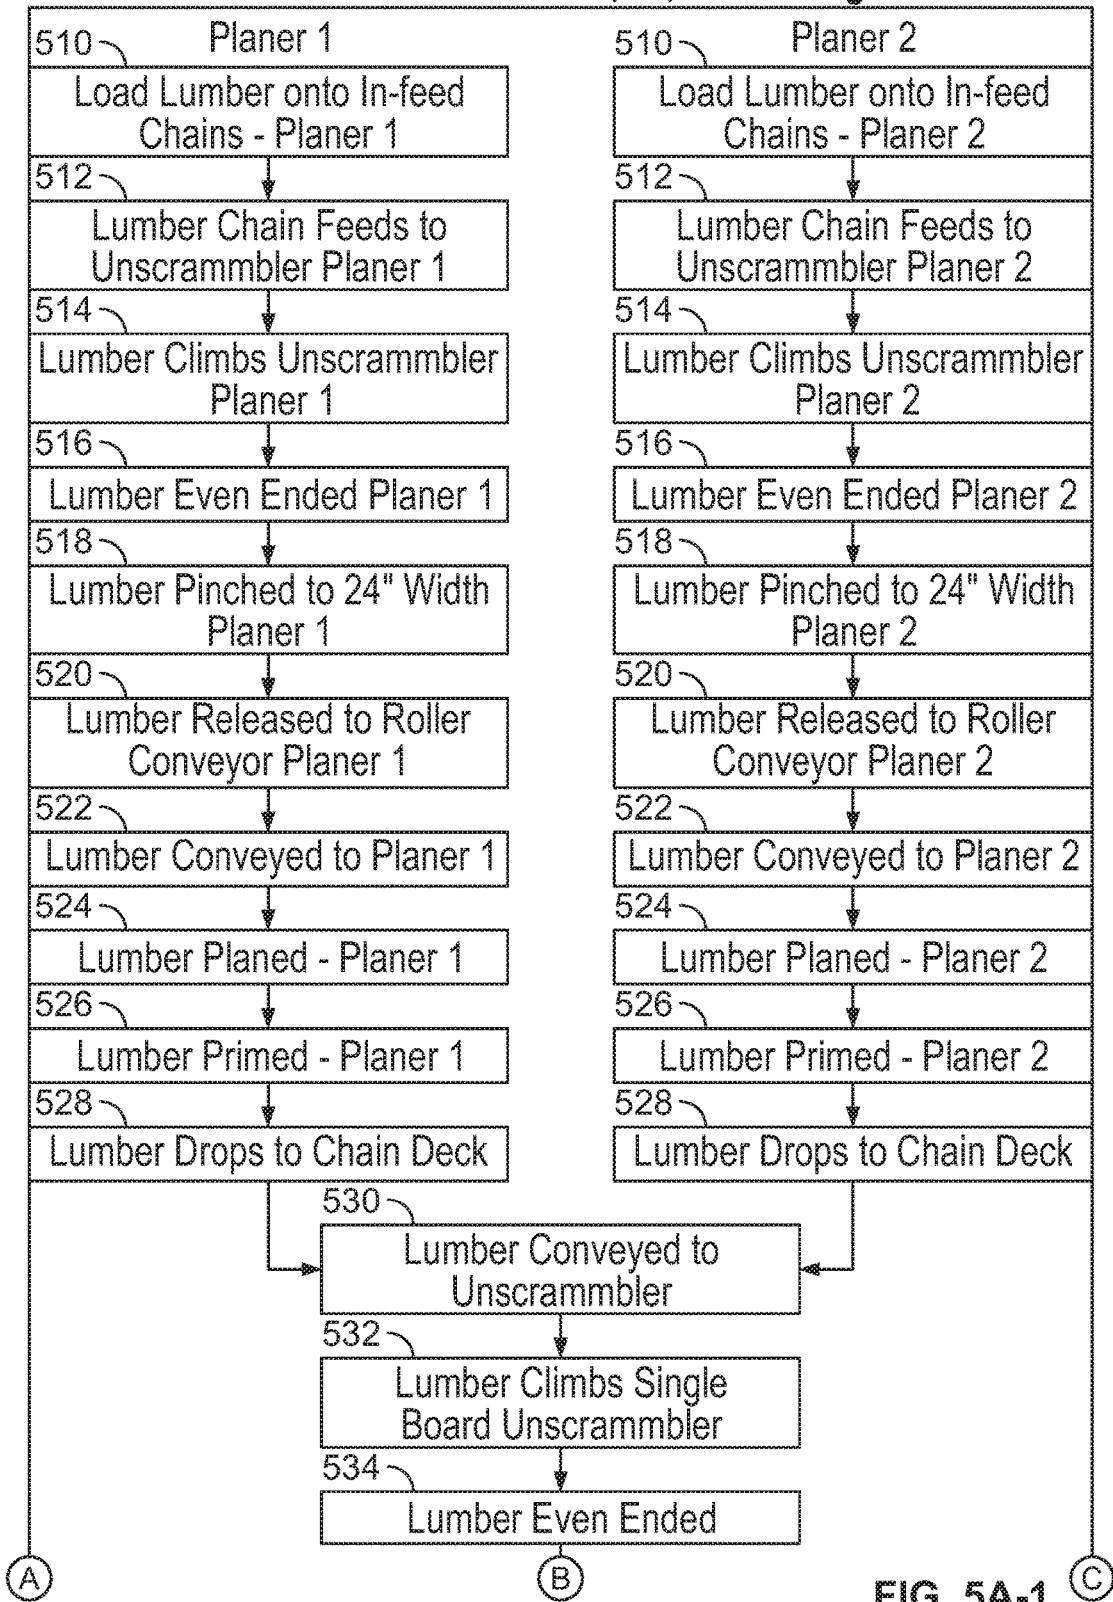 Planer 1
510
Load Lumber onto In-feed
Chains - Planer 1
512
Lumber Chain Feeds to
Unscrammbler Planer 1
514
Lumber Climbs Unscrammbler
Planer 1
516
Lumber Even Ended Planer 1
518
Lumber Pinched to 24" Width
Planer 1
520
Lumber Released to Roller
Conveyor Planer 1
522
Lumber Conveyed to Planer 1
524
Lumber Planed - Planer 1
526
Lumber Primed - Planer 1
528
Lumber Drops to Chain Deck
Planer 2
510
Load Lumber onto In-feed
Chains - Planer 2
512
Lumber Chain Feeds to
Unscrammbler Planer 2
514
Lumber Climbs Unscrammbler
Planer 2
516
Lumber Even Ended Planer 2
518
Lumber Pinched to 24" Width
Planer 2
520
Lumber Released to Roller
Conveyor Planer 2
522
Lumber Conveyed to Planer 2
524
Lumber Planed - Planer 2
526
Lumber Primed - Planer 2
528
Lumber Drops to Chain Deck
530
Lumber Conveyed to
Unscrammbler
532
Lumber Climbs Single
Board Unscrammbler
534
Lumber Even Ended
A
B
C
FIG. 5A-1